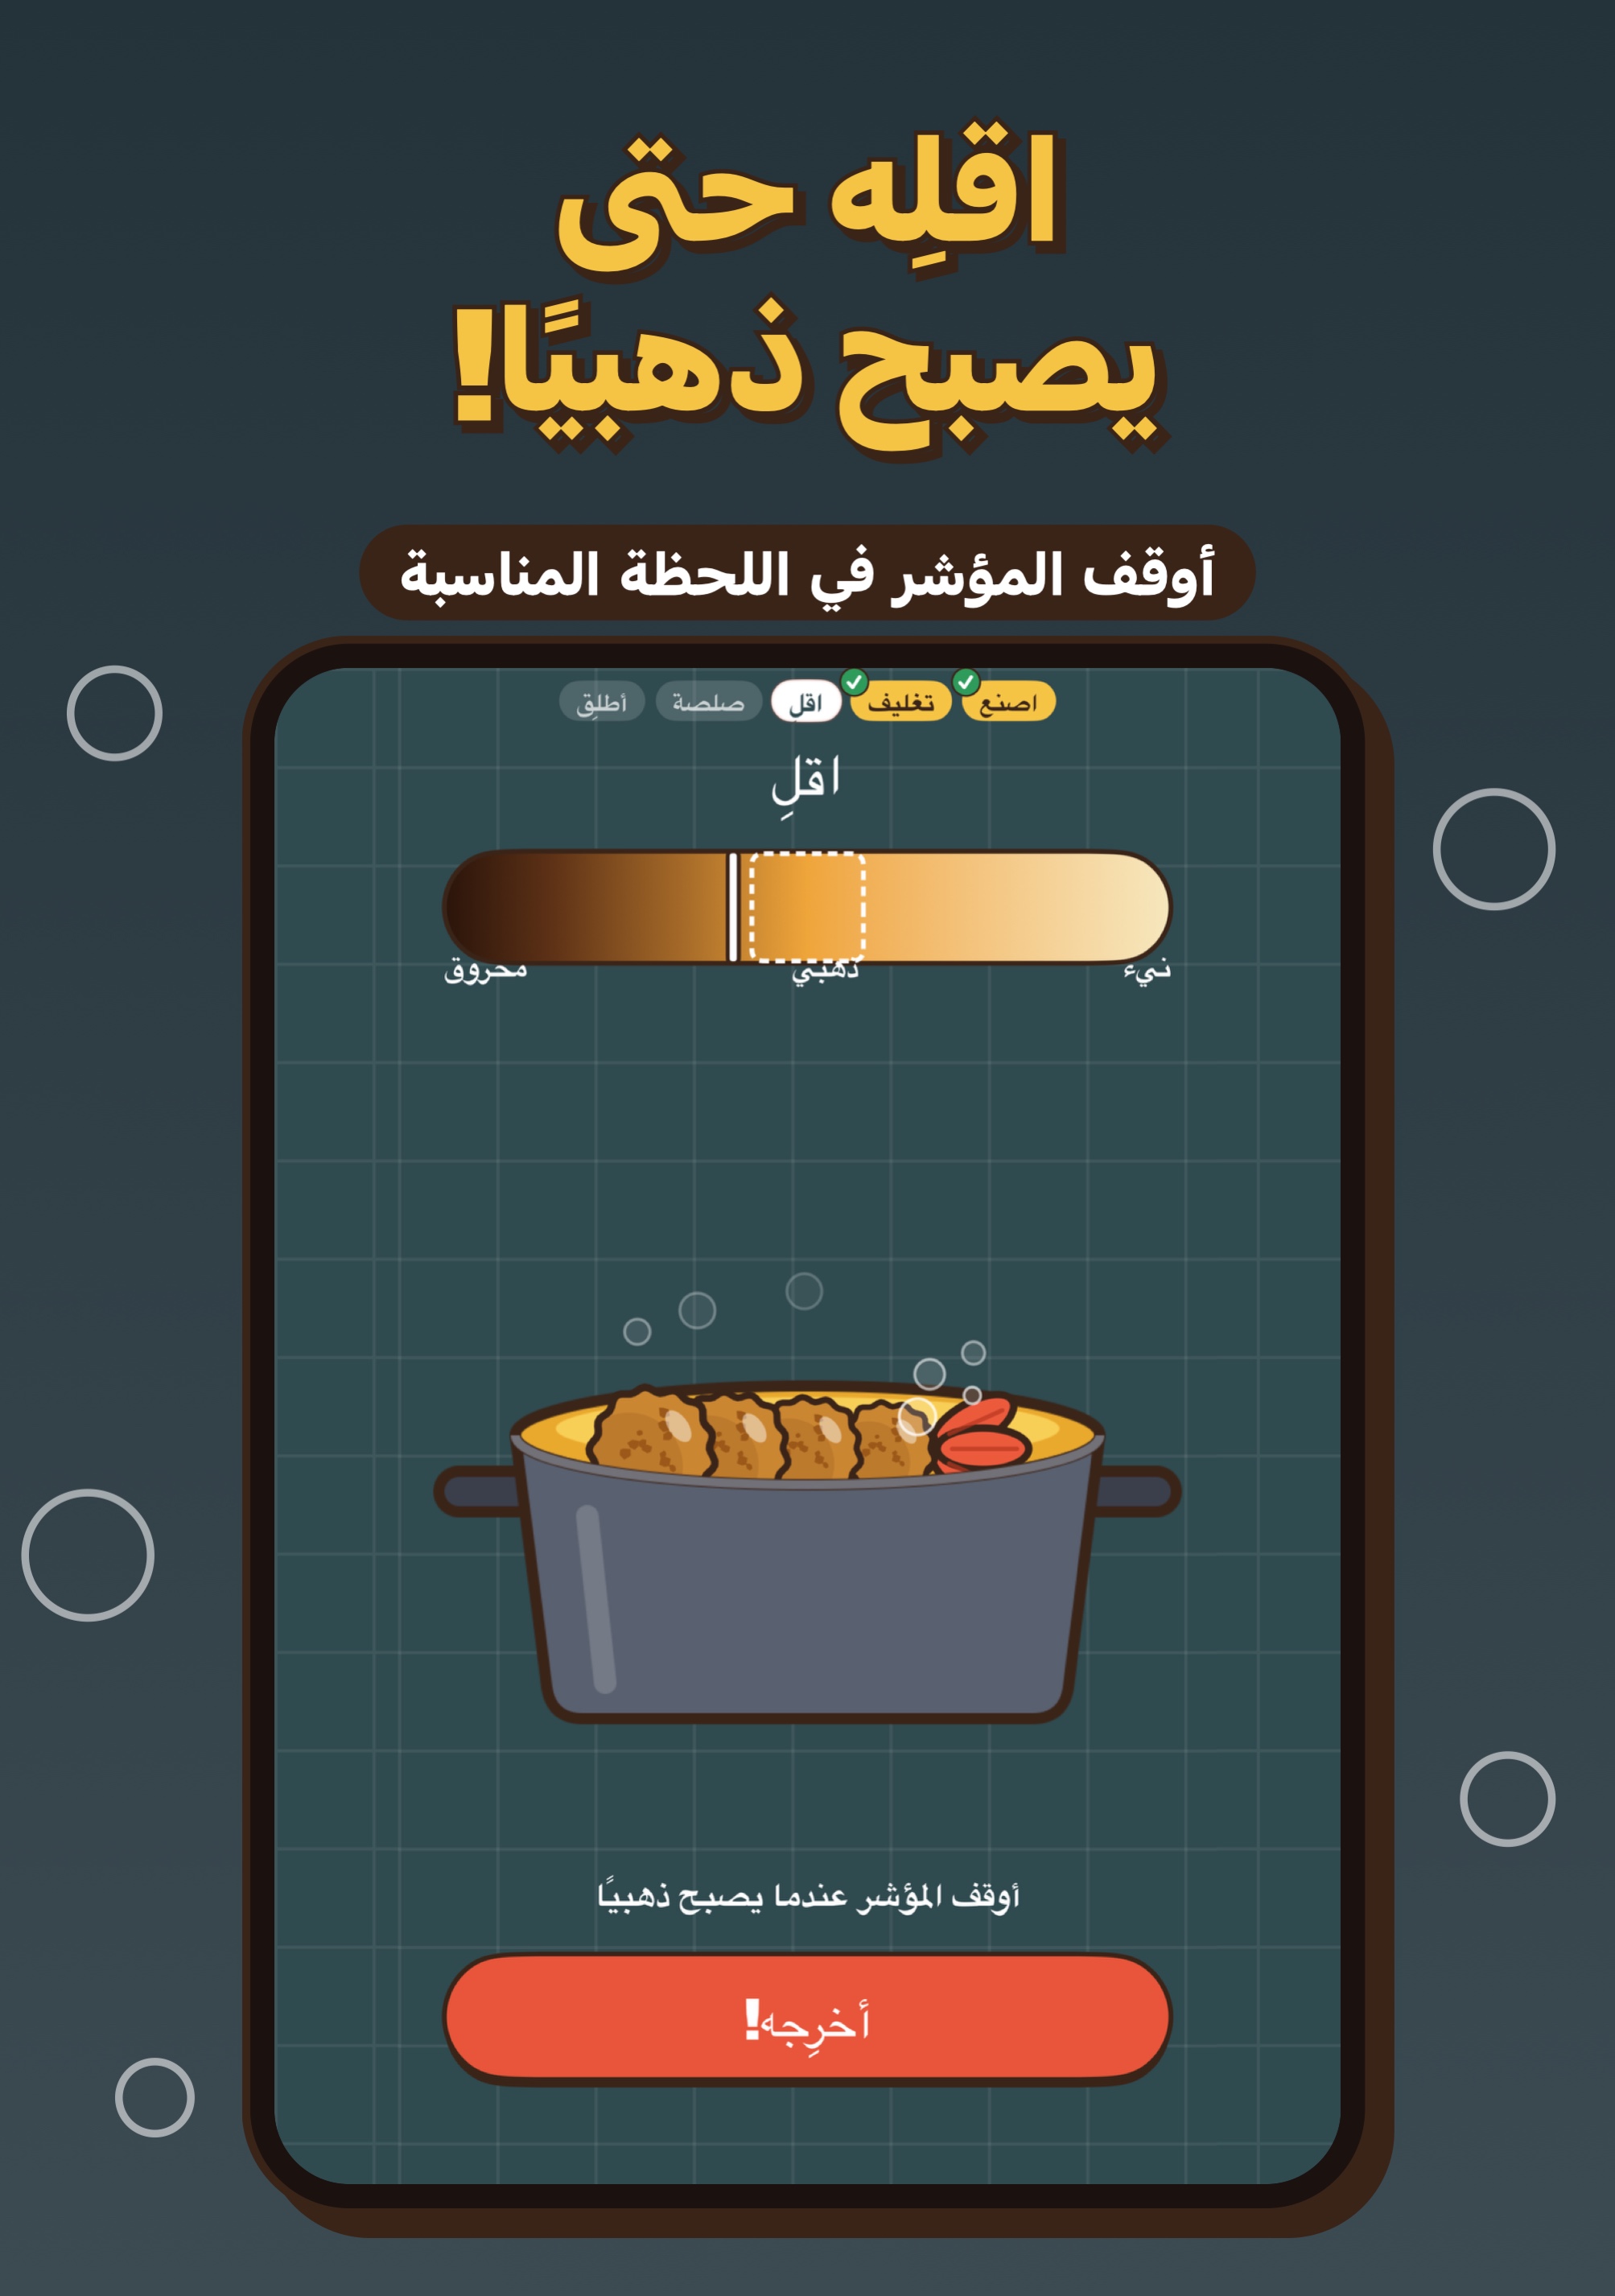 اقلِه حتى
يصبح ذهبيًا!
أوقف المؤشر في اللحظة المناسبة
اصنع تغليف اقل صلصة أطلِق
اقلِ
نيء ذهبي محروق
أوقف المؤشر عندما يصبح ذهبيًا
أخرِجه!